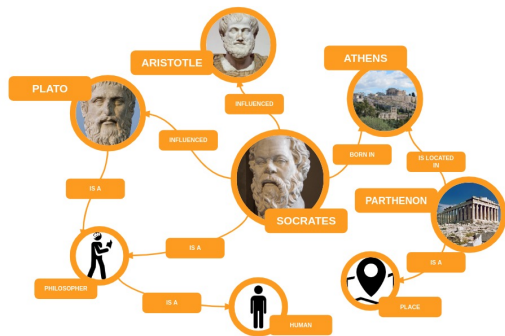 ARISTOTLE
ATHENS
PLATO
INFLUENCED
INFLUENCED
BORN IN
IS LOCATED
IN
IS A
PARTHENON
SOCRATES
IS A
IS A
PHILOSOPHER
IS A
PLACE
HUMAN